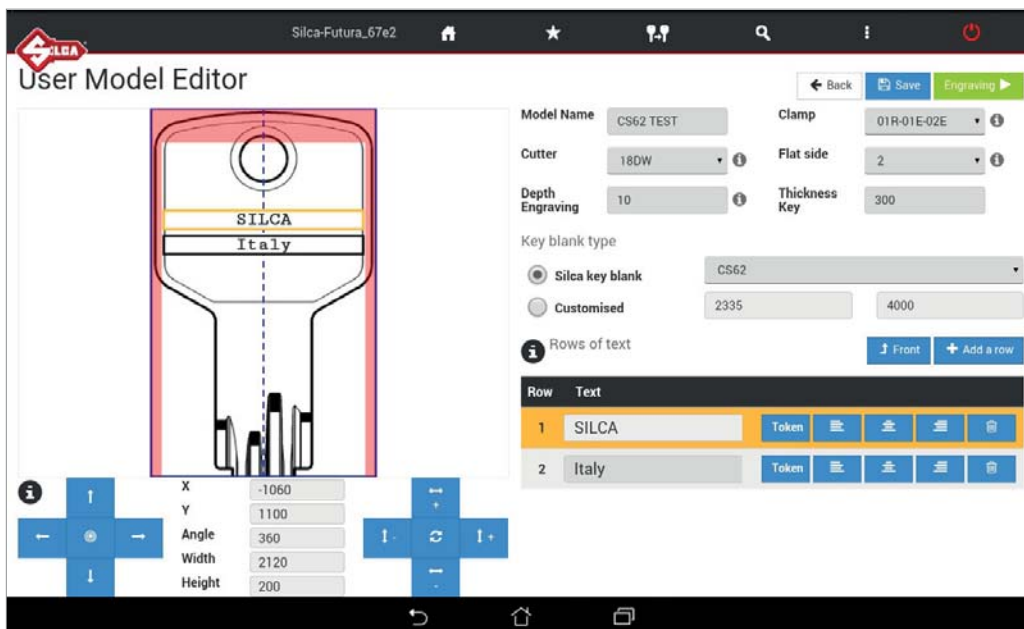 SILCA
Silca-Futura_67e2
User Model Editor
Back
Save
Engraving
SILCA
Italy
Model Name
CS62 TEST
Clamp
01R-01E-02E
Cutter
18DW
Flat side
2
Depth Engraving
10
Thickness Key
300
Key blank type
Silca key blank
CS62
Customised
2335
4000
Rows of text
Front
Add a row
Row Text
1 SILCA Token
2 Italy Token
X -1060
Y 1100
Angle 360
Width 2120
Height 200